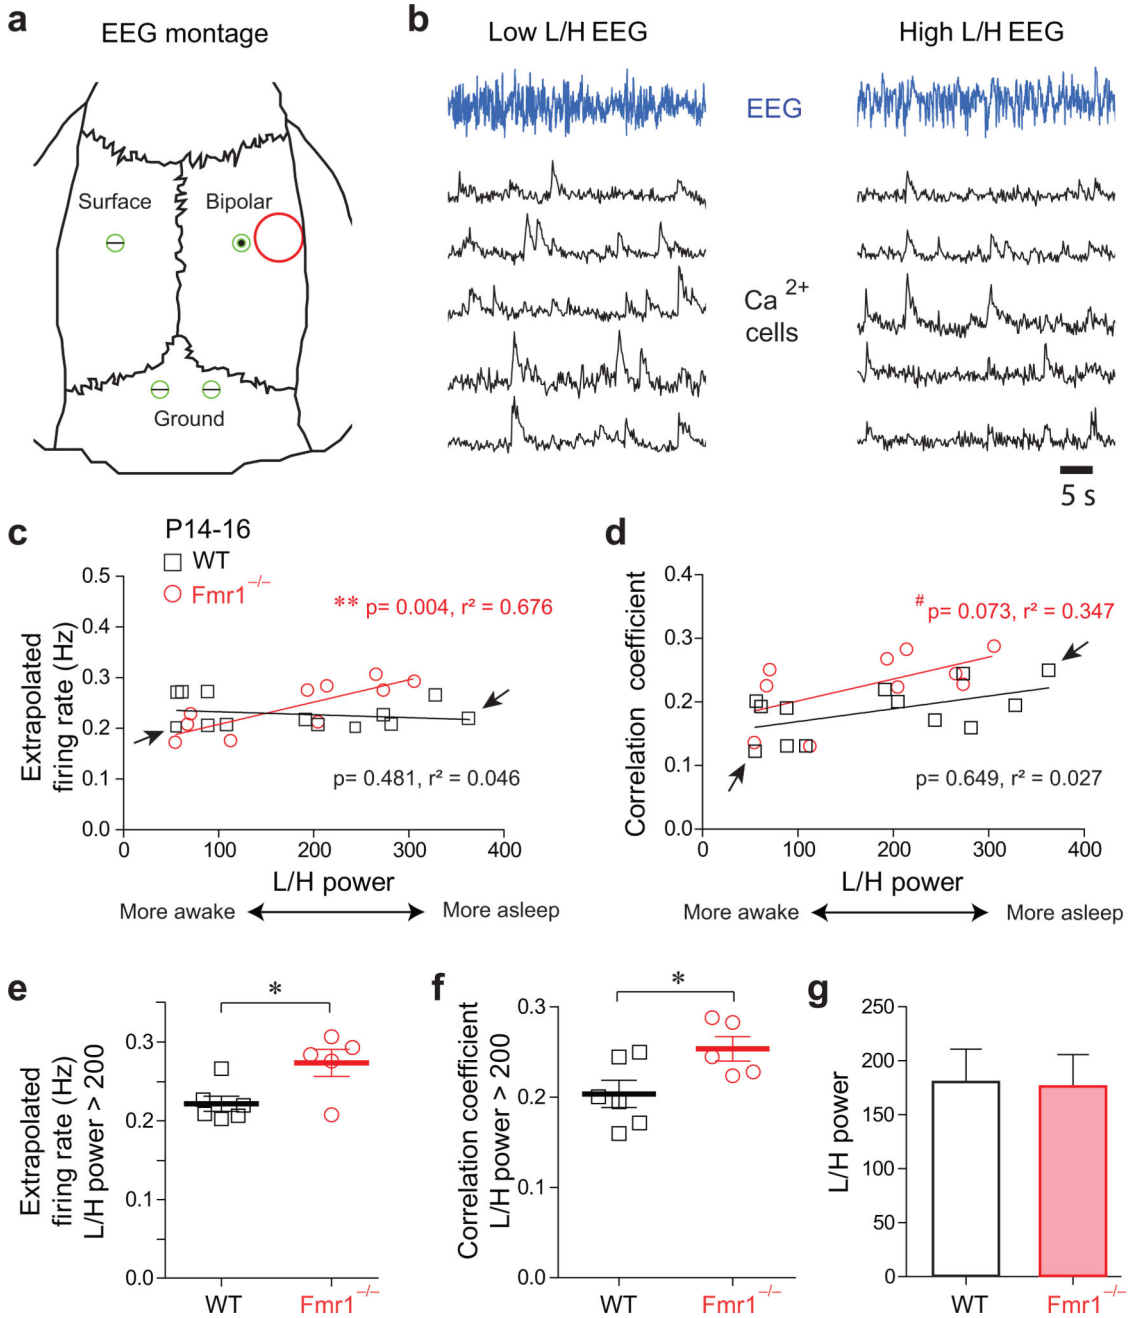 a
EEG montage
Surface
Bipolar
Ground
b
Low L/H EEG
High L/H EEG
EEG
Ca 2+
cells
5 s
c
P14-16
WT
Fmr1 −/−
Extrapolated
firing rate (Hz)
0.5
0.4
0.3
0.2
0.1
0.0
** p= 0.004, r² = 0.676
p= 0.481, r² = 0.046
0
100
200
300
400
L/H power
More awake
More asleep
d
Correlation coefficient
0.4
0.3
0.2
0.1
0.0
# p= 0.073, r² = 0.347
p= 0.649, r² = 0.027
0
100
200
300
400
L/H power
More awake
More asleep
e
Extrapolated
firing rate (Hz)
L/H power > 200
0.3
0.2
0.1
0.0
*
WT
Fmr1 −/−
f
Correlation coefficient
L/H power > 200
0.3
0.2
0.1
0.0
*
WT
Fmr1 −/−
g
L/H power
250
200
150
100
50
0
WT
Fmr1 −/−